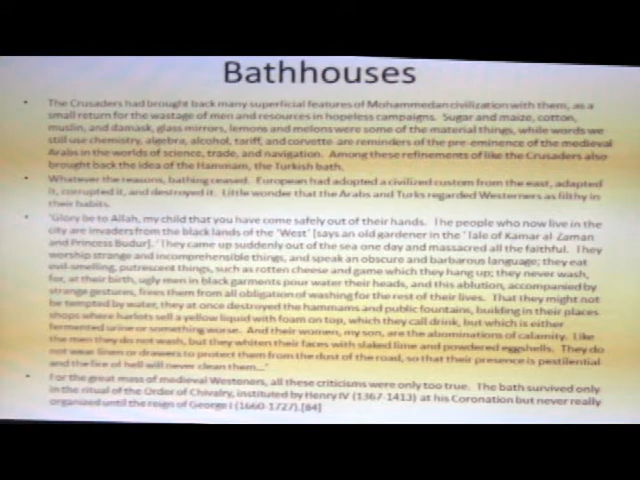 Bathhouses
• The Crusaders had brought back many superficial features of Mohammedan civilization with them, as a
small return for the wastage of men and resources in hopeless campaigns. Sugar and maize, cotton,
muslin, and damask, glass mirrors, lemons and melons were some of the material things, while words we
still use chemistry, algebra, alcohol, tariff, and corvette are reminders of the pre-eminence of the medieval
Arabs in the worlds of science, trade, and navigation. Among these refinements of like the Crusaders also
brought back the idea of the Hammam, the Turkish bath.
• Whatever the reasons, bathing ceased. European had adopted a civilized custom from the east, adapted
it, corrupted it, and destroyed it. Little wonder that the Arabs and Turks regarded Westerners as filthy in
their habits.
• 'Glory be to Allah, my child that you have come safely out of their hands. The people who now live in the
city are invaders from the black lands of the 'West' [says an old gardener in the 'Tale of Kamar al-Zaman
and Princess Budur]. 'They came up suddenly out of the sea one day and massacred all the faithful. They
worship strange and incomprehensible things, and speak an obscure and barbarous language; they eat
evil-smelling, putrescent things, such as rotten cheese and game which they hang up; they never wash,
for, at their birth, ugly men in black garments pour water their heads, and this ablution, accompanied by
strange gestures, frees them from all obligation of washing for the rest of their lives. That they might not
be tempted by water, they at once destroyed the hammams and public fountains, building in their places
shops where harlots sell a yellow liquid with foam on top, which they call drink, but which is either
fermented urine or something worse. And their women, my son, are the abominations of calamity. Like
the men they do not wash, but they whiten their faces with slaked lime and powdered eggshells. They do
not wear linen or drawers to protect them from the dust of the road, so that their presence is pestilential
and the fire of hell will never clean them...'
• For the great mass of medieval Westoners, all these criticisms were only too true. The bath survived only
in the ritual of the Order of Chivalry, instituted by Henry IV (1367-1413) at his Coronation but never really
organized until the reign of George I (1660-1727).[84]